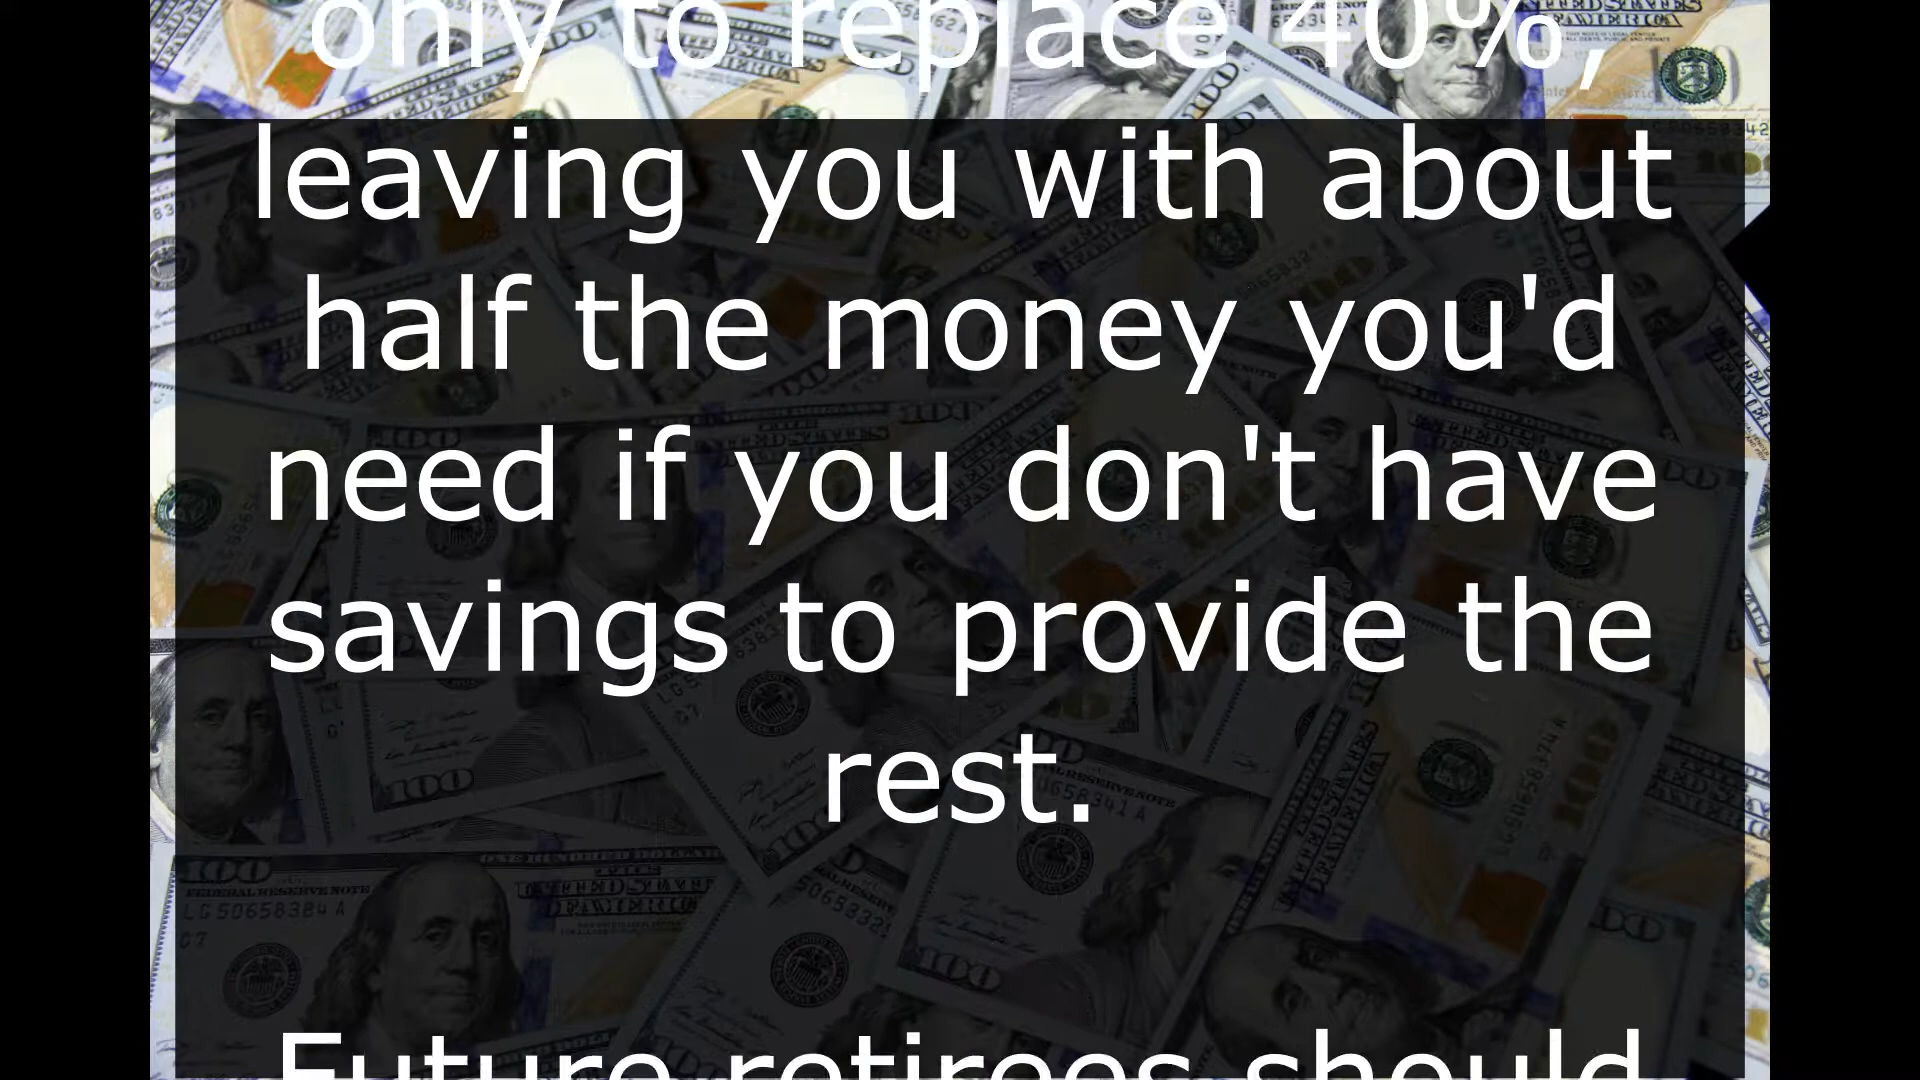 only to replace 40%,
leaving you with about
half the money you'd
need if you don't have
savings to provide the
rest.
Future retirees should